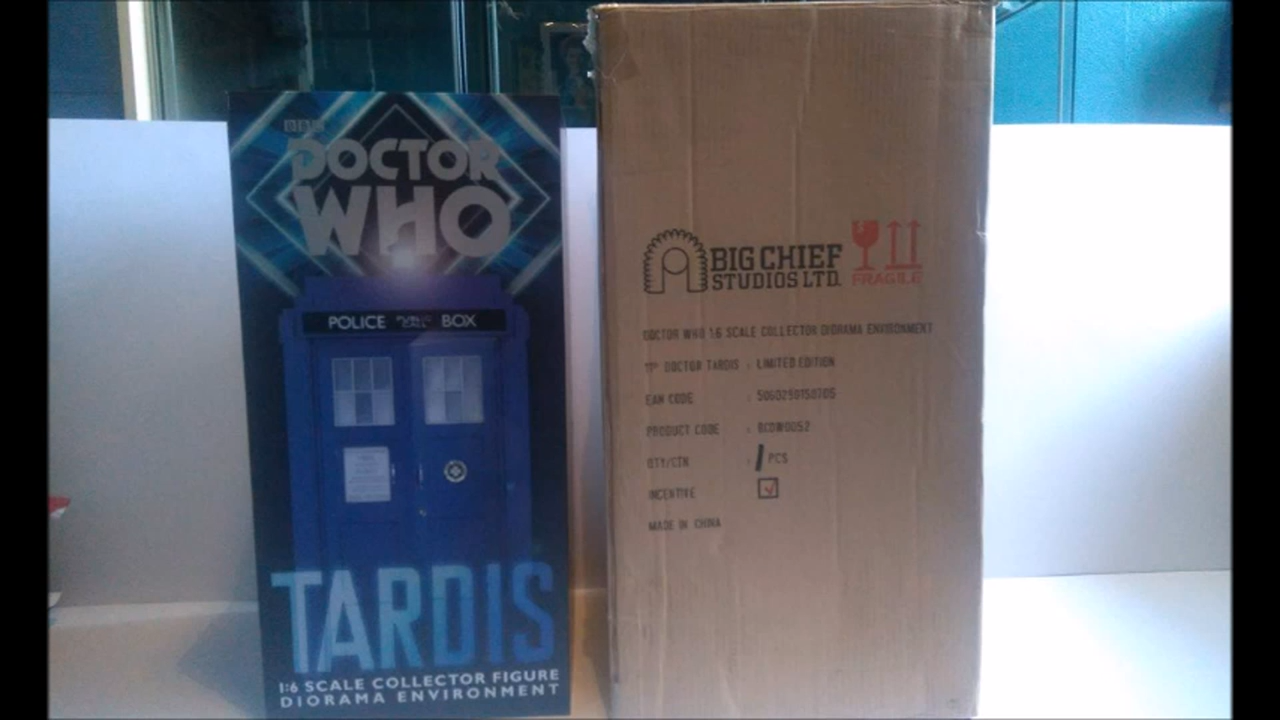 BBC
DOCTOR
WHO
POLICE PUBLIC CALL BOX
TARDIS
1:6 SCALE COLLECTOR FIGURE
DIORAMA ENVIRONMENT
BIG CHIEF
STUDIOS LTD.
FRAGILE
DOCTOR WHO 1:6 SCALE COLLECTOR DIORAMA ENVIRONMENT
11th DOCTOR TARDIS : LIMITED EDITION
EAN CODE :
PRODUCT CODE : BCDW0052
QTY/CTN : 1 PCS
INCENTIVE
MADE IN CHINA